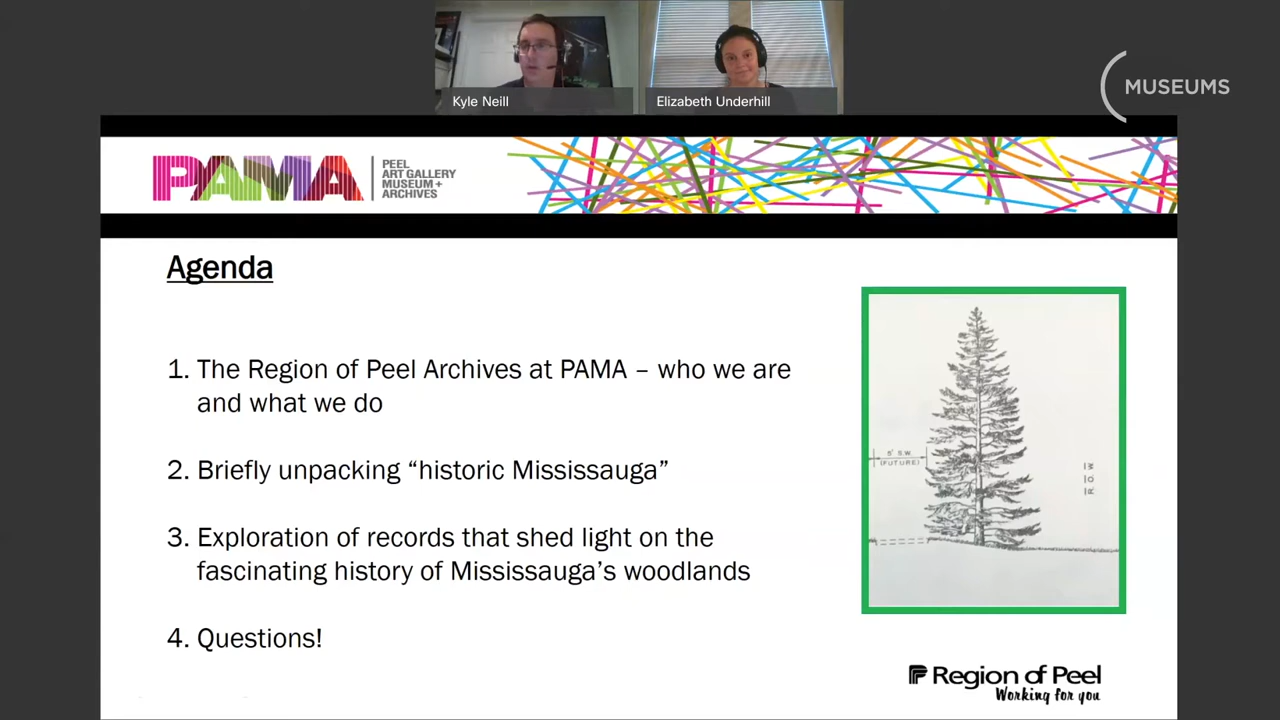 Kyle Neill
Elizabeth Underhill
MUSEUMS
PAMA
PEEL
ART GALLERY
MUSEUM +
ARCHIVES
Agenda
1. The Region of Peel Archives at PAMA – who we are
and what we do
2. Briefly unpacking “historic Mississauga”
3. Exploration of records that shed light on the
fascinating history of Mississauga’s woodlands
4. Questions!
5' S.W.
(FUTURE)
R.O.W
Region of Peel
Working for you